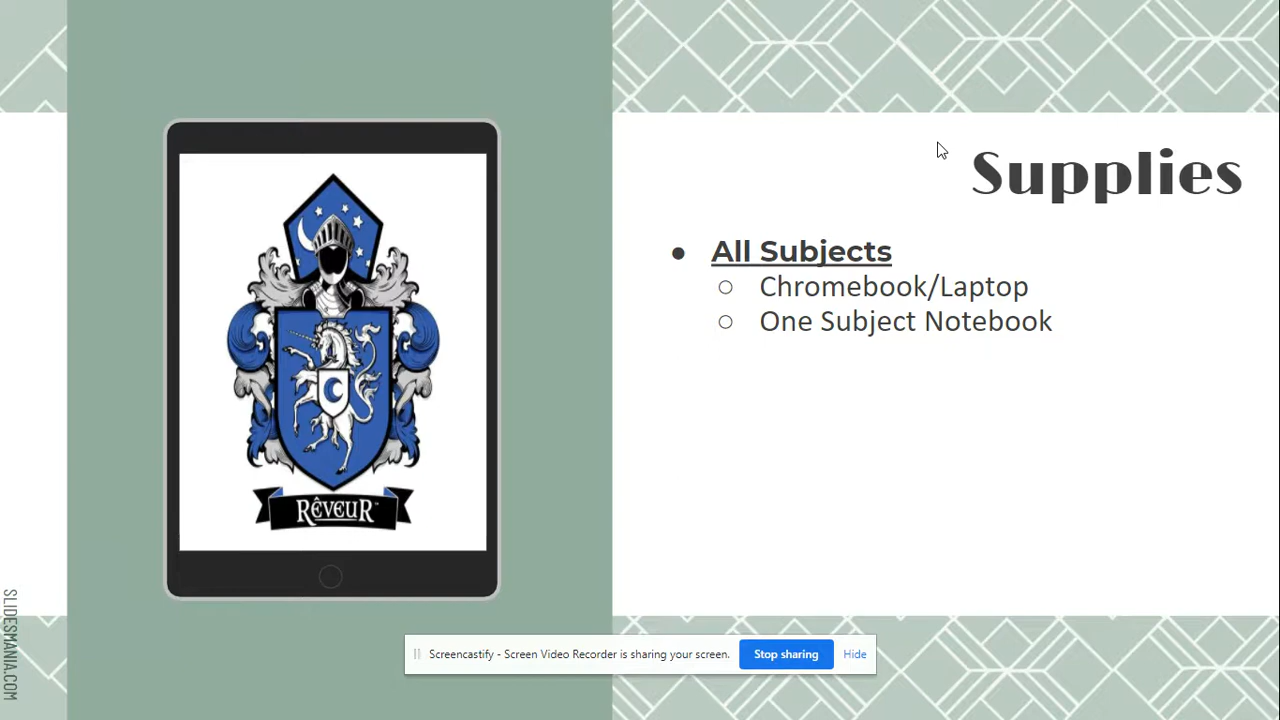 Supplies
● All Subjects
○ Chromebook/Laptop
○ One Subject Notebook
RÊVEUR™
SLIDESMANIA.COM
Screencastify - Screen Video Recorder is sharing your screen.
Stop sharing
Hide